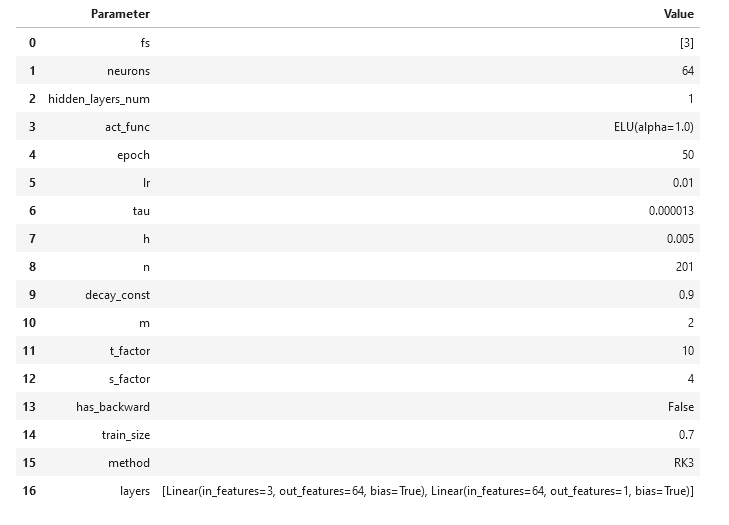 Parameter Value
0 fs [3]
1 neurons 64
2 hidden_layers_num 1
3 act_func ELU(alpha=1.0)
4 epoch 50
5 lr 0.01
6 tau 0.000013
7 h 0.005
8 n 201
9 decay_const 0.9
10 m 2
11 t_factor 10
12 s_factor 4
13 has_backward False
14 train_size 0.7
15 method RK3
16 layers [Linear(in_features=3, out_features=64, bias=True), Linear(in_features=64, out_features=1, bias=True)]